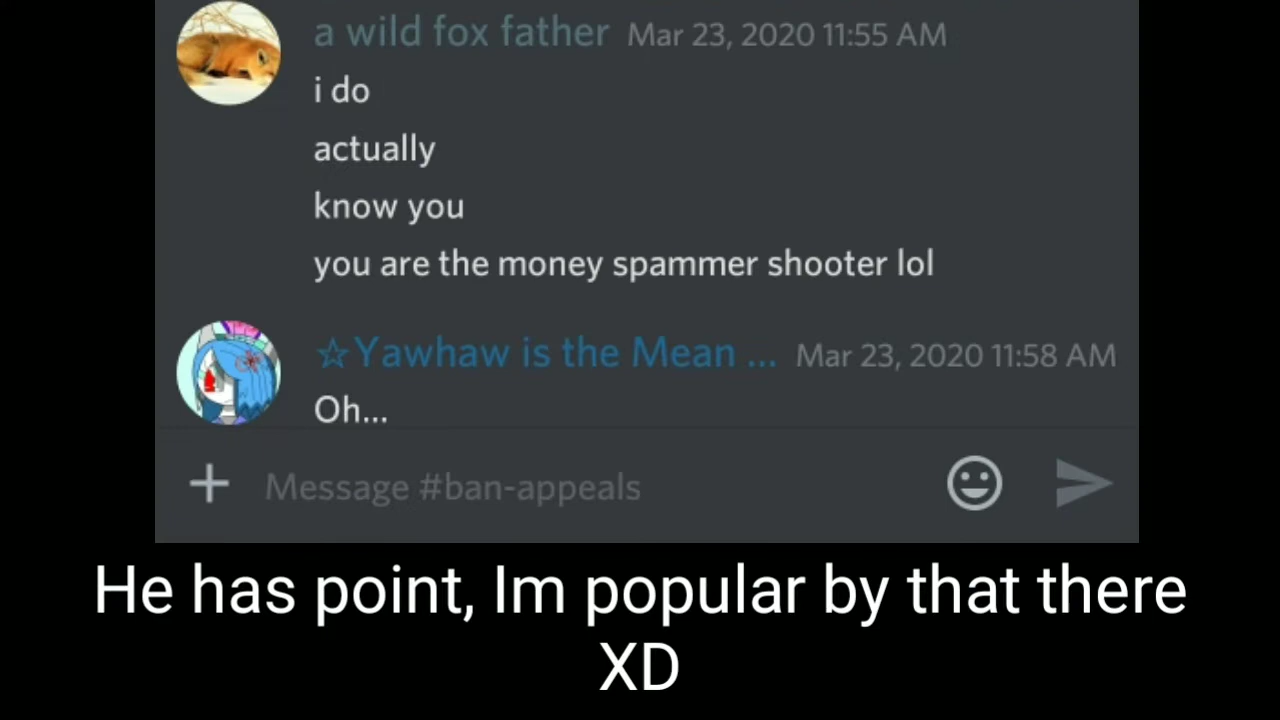 a wild fox father Mar 23, 2020 11:55 AM
i do
actually
know you
you are the money spammer shooter lol
☆Yawhaw is the Mean ... Mar 23, 2020 11:58 AM
Oh...
Message #ban-appeals
He has point, Im popular by that there
XD